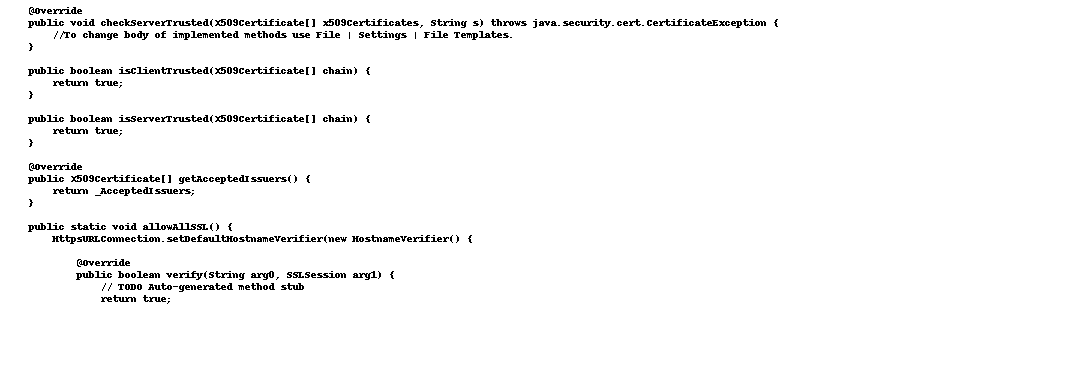 @Override
public void checkServerTrusted(X509Certificate[] x509Certificates, String s) throws java.security.cert.CertificateException {
//To change body of implemented methods use File | Settings | File Templates.
}
public boolean isClientTrusted(X509Certificate[] chain) {
return true;
}
public boolean isServerTrusted(X509Certificate[] chain) {
return true;
}
@Override
public X509Certificate[] getAcceptedIssuers() {
return _AcceptedIssuers;
}
public static void allowAllSSL() {
HttpsURLConnection.setDefaultHostnameVerifier(new HostnameVerifier() {
@Override
public boolean verify(String arg0, SSLSession arg1) {
// TODO Auto-generated method stub
return true;